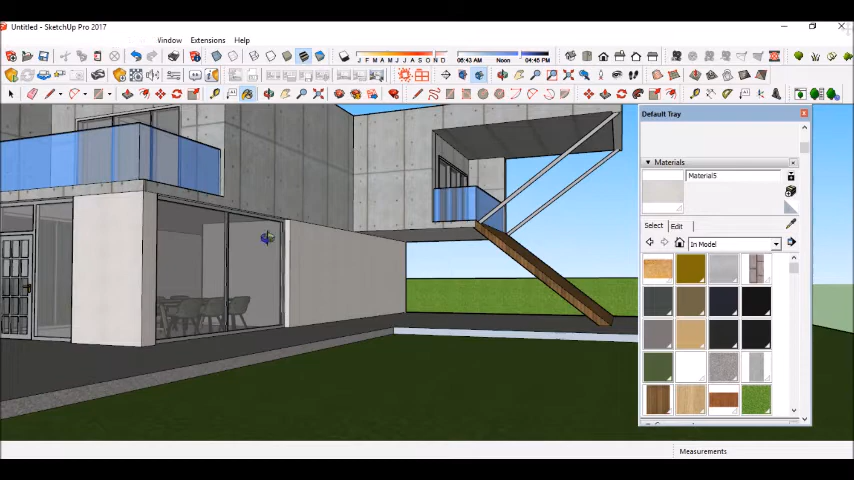 Untitled - SketchUp Pro 2017
Window Extensions Help
J F M A M J J A S O N D
06:43 AM Noon 04:45 PM
Default Tray
Materials
Material5
Select Edit
In Model
Measurements